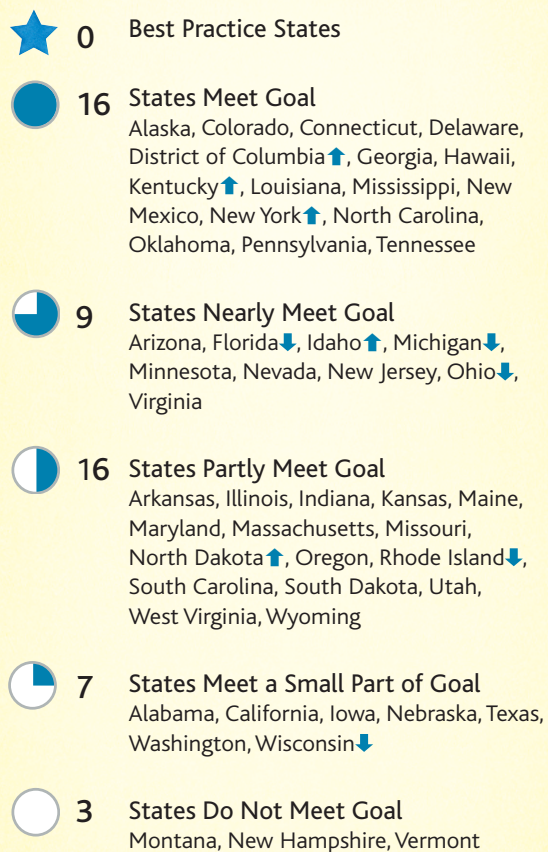 0 Best Practice States
16 States Meet Goal
Alaska, Colorado, Connecticut, Delaware,
District of Columbia⬆, Georgia, Hawaii,
Kentucky⬆, Louisiana, Mississippi, New
Mexico, New York⬆, North Carolina,
Oklahoma, Pennsylvania, Tennessee
9 States Nearly Meet Goal
Arizona, Florida⬇, Idaho⬆, Michigan⬇,
Minnesota, Nevada, New Jersey, Ohio⬇,
Virginia
16 States Partly Meet Goal
Arkansas, Illinois, Indiana, Kansas, Maine,
Maryland, Massachusetts, Missouri,
North Dakota⬆, Oregon, Rhode Island⬇,
South Carolina, South Dakota, Utah,
West Virginia, Wyoming
7 States Meet a Small Part of Goal
Alabama, California, Iowa, Nebraska, Texas,
Washington, Wisconsin⬇
3 States Do Not Meet Goal
Montana, New Hampshire, Vermont